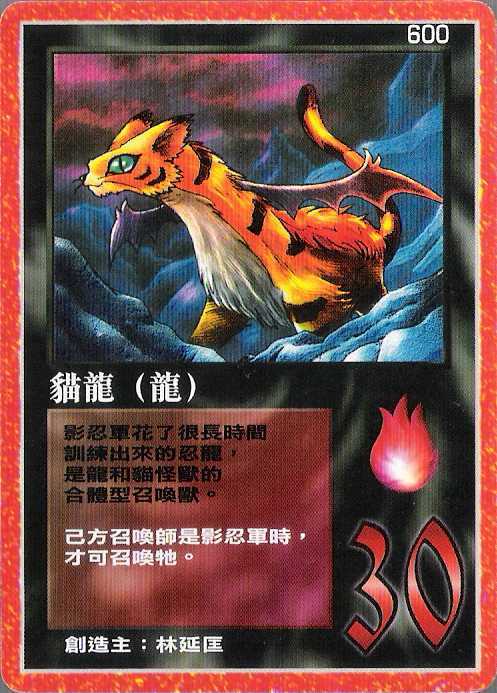 600
貓龍（龍）
影忍軍花了很長時間
訓練出來的忍龍，
是龍和貓怪獸的
合體型召喚獸。
己方召喚師是影忍軍時，
才可召喚牠。
30
創造主：林延匡